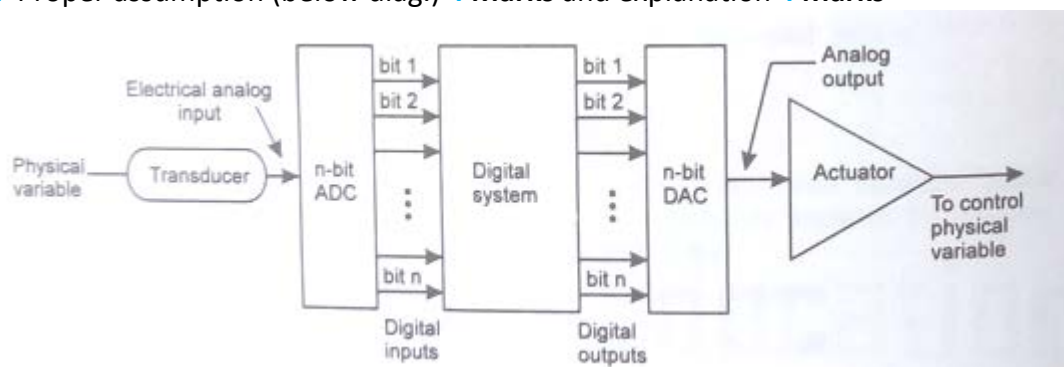 Proper assumption (below diag.) 4 marks and explanation 4 marks
Physical
variable
Transducer
Electrical analog
input
n-bit
ADC
bit 1
bit 2
bit n
Digital
inputs
Digital
system
bit 1
bit 2
bit n
Digital
outputs
n-bit
DAC
Analog
output
Actuator
To control
physical
variable